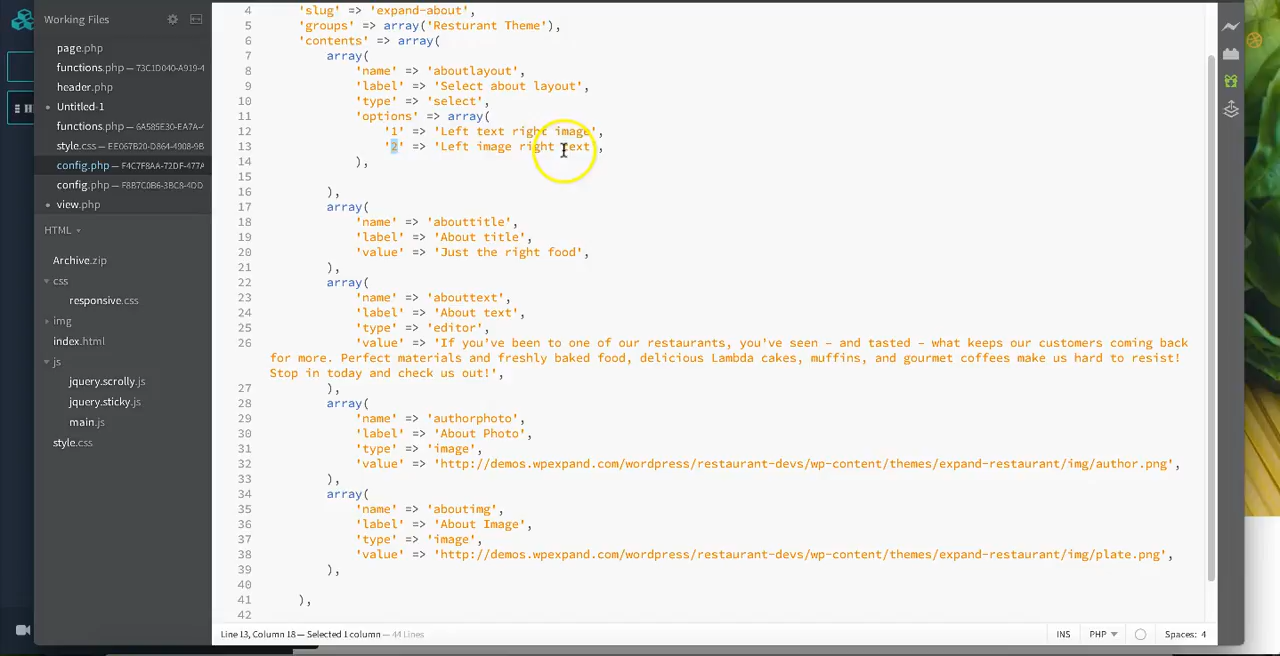 Working Files
page.php
functions.php — 73C1D040-A919-4
header.php
Untitled-1
functions.php — 6A585E30-EA7A-4
style.css — EE067B20-D864-4908-9B
config.php — F4C7F8AA-72DF-477A
config.php — F8B7C0B6-3BC8-4DD
view.php
HTML
Archive.zip
css
responsive.css
img
index.html
js
jquery.scrolly.js
jquery.sticky.js
main.js
style.css
4 'slug' => 'expand-about',
5 'groups' => array('Resturant Theme'),
6 'contents' => array(
7 array(
8 'name' => 'aboutlayout',
9 'label' => 'Select about layout',
10 'type' => 'select',
11 'options' => array(
12 '1' => 'Left text right image',
13 '2' => 'Left image right text',
14 ),
15
16 ),
17 array(
18 'name' => 'abouttitle',
19 'label' => 'About title',
20 'value' => 'Just the right food',
21 ),
22 array(
23 'name' => 'abouttext',
24 'label' => 'About text',
25 'type' => 'editor',
26 'value' => 'If you've been to one of our restaurants, you've seen – and tasted – what keeps our customers coming back
for more. Perfect materials and freshly baked food, delicious Lambda cakes, muffins, and gourmet coffees make us hard to resist!
Stop in today and check us out!',
27 ),
28 array(
29 'name' => 'authorphoto',
30 'label' => 'About Photo',
31 'type' => 'image',
32 'value' => 'http://demos.wpexpand.com/wordpress/restaurant-devs/wp-content/themes/expand-restaurant/img/author.png',
33 ),
34 array(
35 'name' => 'aboutimg',
36 'label' => 'About Image',
37 'type' => 'image',
38 'value' => 'http://demos.wpexpand.com/wordpress/restaurant-devs/wp-content/themes/expand-restaurant/img/plate.png',
39 ),
40
41 ),
42
Line 13, Column 18 — Selected 1 column — 44 Lines
INS
PHP
Spaces: 4